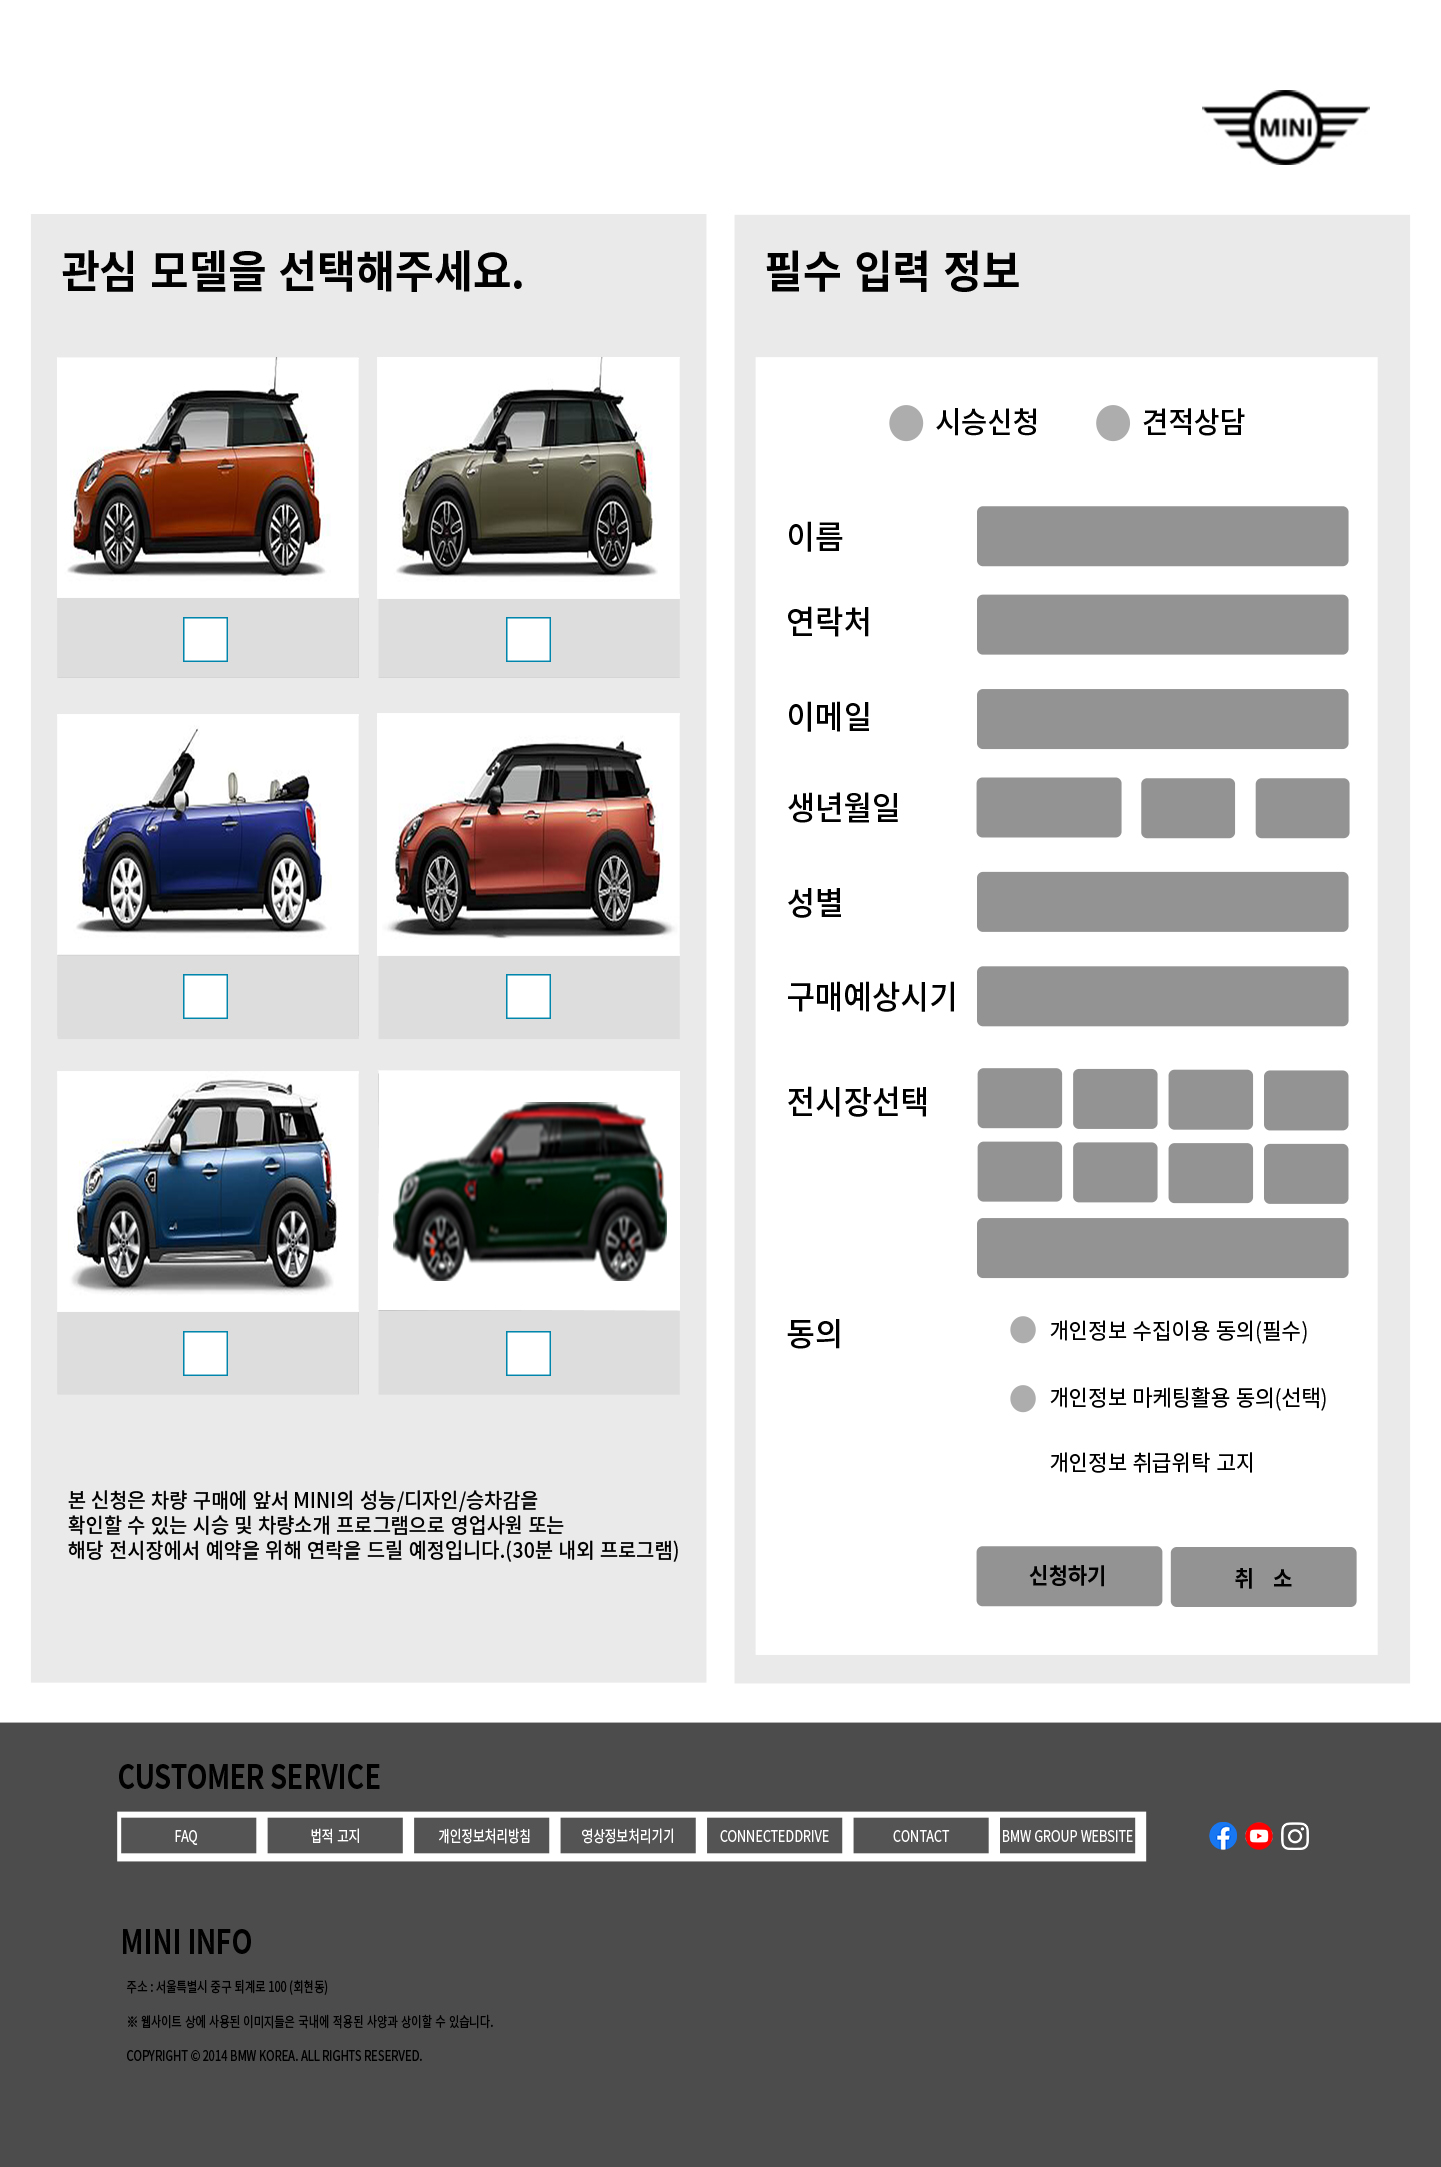 MINI
관심 모델을 선택해주세요.
본 신청은 차량 구매에 앞서 MINI의 성능/디자인/승차감을
확인할 수 있는 시승 및 차량소개 프로그램으로 영업사원 또는
해당 전시장에서 예약을 위해 연락을 드릴 예정입니다.(30분 내외 프로그램)
필수 입력 정보
시승신청 견적상담
이름
연락처
이메일
생년월일
성별
구매예상시기
전시장선택
동의
개인정보 수집이용 동의(필수)
개인정보 마케팅활용 동의(선택)
개인정보 취급위탁 고지
신청하기 취 소
CUSTOMER SERVICE
FAQ 법적 고지 개인정보처리방침 영상정보처리기기 CONNECTEDDRIVE CONTACT BMW GROUP WEBSITE
MINI INFO
주소 : 서울특별시 중구 퇴계로 100 (회현동)
※ 웹사이트 상에 사용된 이미지들은 국내에 적용된 사양과 상이할 수 있습니다.
COPYRIGHT © 2014 BMW KOREA. ALL RIGHTS RESERVED.